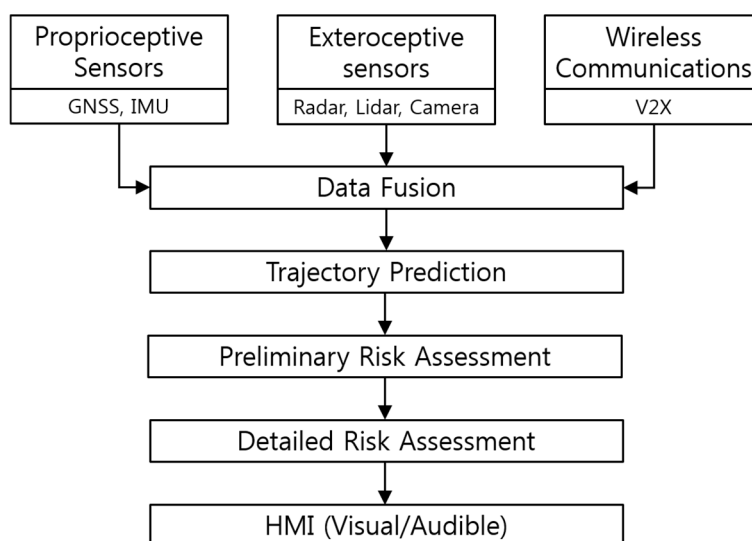 Proprioceptive
Sensors
GNSS, IMU
Exteroceptive
sensors
Radar, Lidar, Camera
Wireless
Communications
V2X
Data Fusion
Trajectory Prediction
Preliminary Risk Assessment
Detailed Risk Assessment
HMI (Visual/Audible)